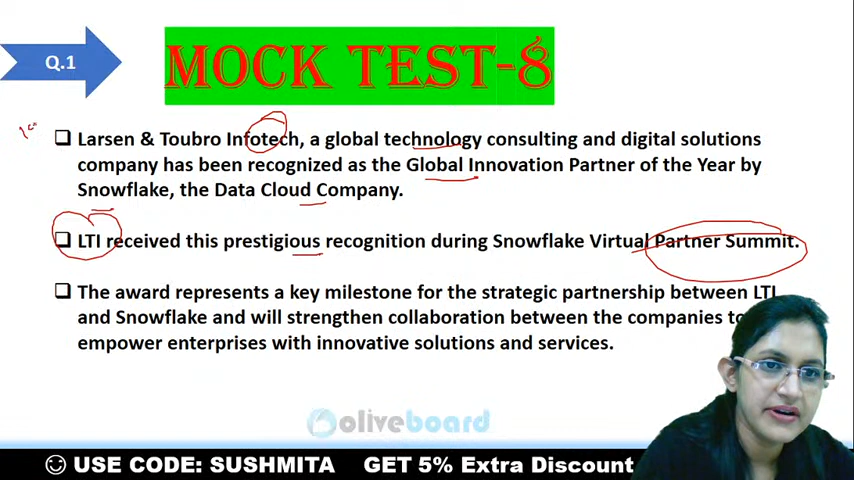 Q.1
MOCK TEST-8
Larsen & Toubro Infotech, a global technology consulting and digital solutions
company has been recognized as the Global Innovation Partner of the Year by
Snowflake, the Data Cloud Company.
LTI received this prestigious recognition during Snowflake Virtual Partner Summit.
The award represents a key milestone for the strategic partnership between LTI
and Snowflake and will strengthen collaboration between the companies to
empower enterprises with innovative solutions and services.
oliveboard
USE CODE: SUSHMITA GET 5% Extra Discount